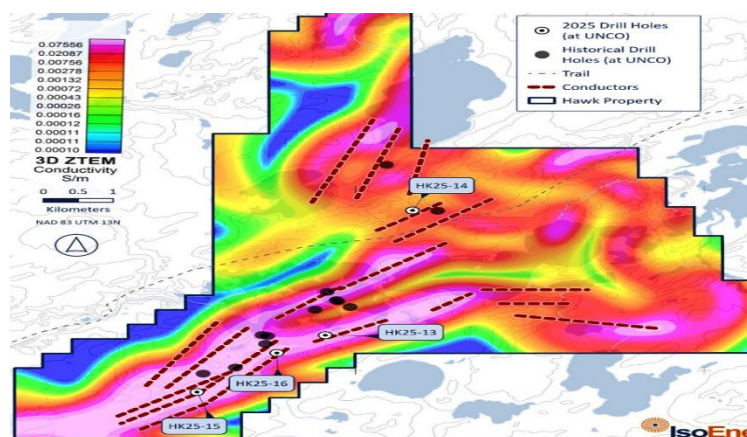 0.07556
0.02087
0.00756
0.00278
0.00132
0.00072
0.00043
0.00026
0.00016
0.00011
0.00011
0.00010
3D ZTEM
Conductivity
S/m
0 0.5 1
Kilometers
NAD 83 UTM 13N
2025 Drill Holes
(at UNCO)
Historical Drill
Holes (at UNCO)
Trail
Conductors
Hawk Property
HK25-14
HK25-13
HK25-16
HK25-15
IsoEne